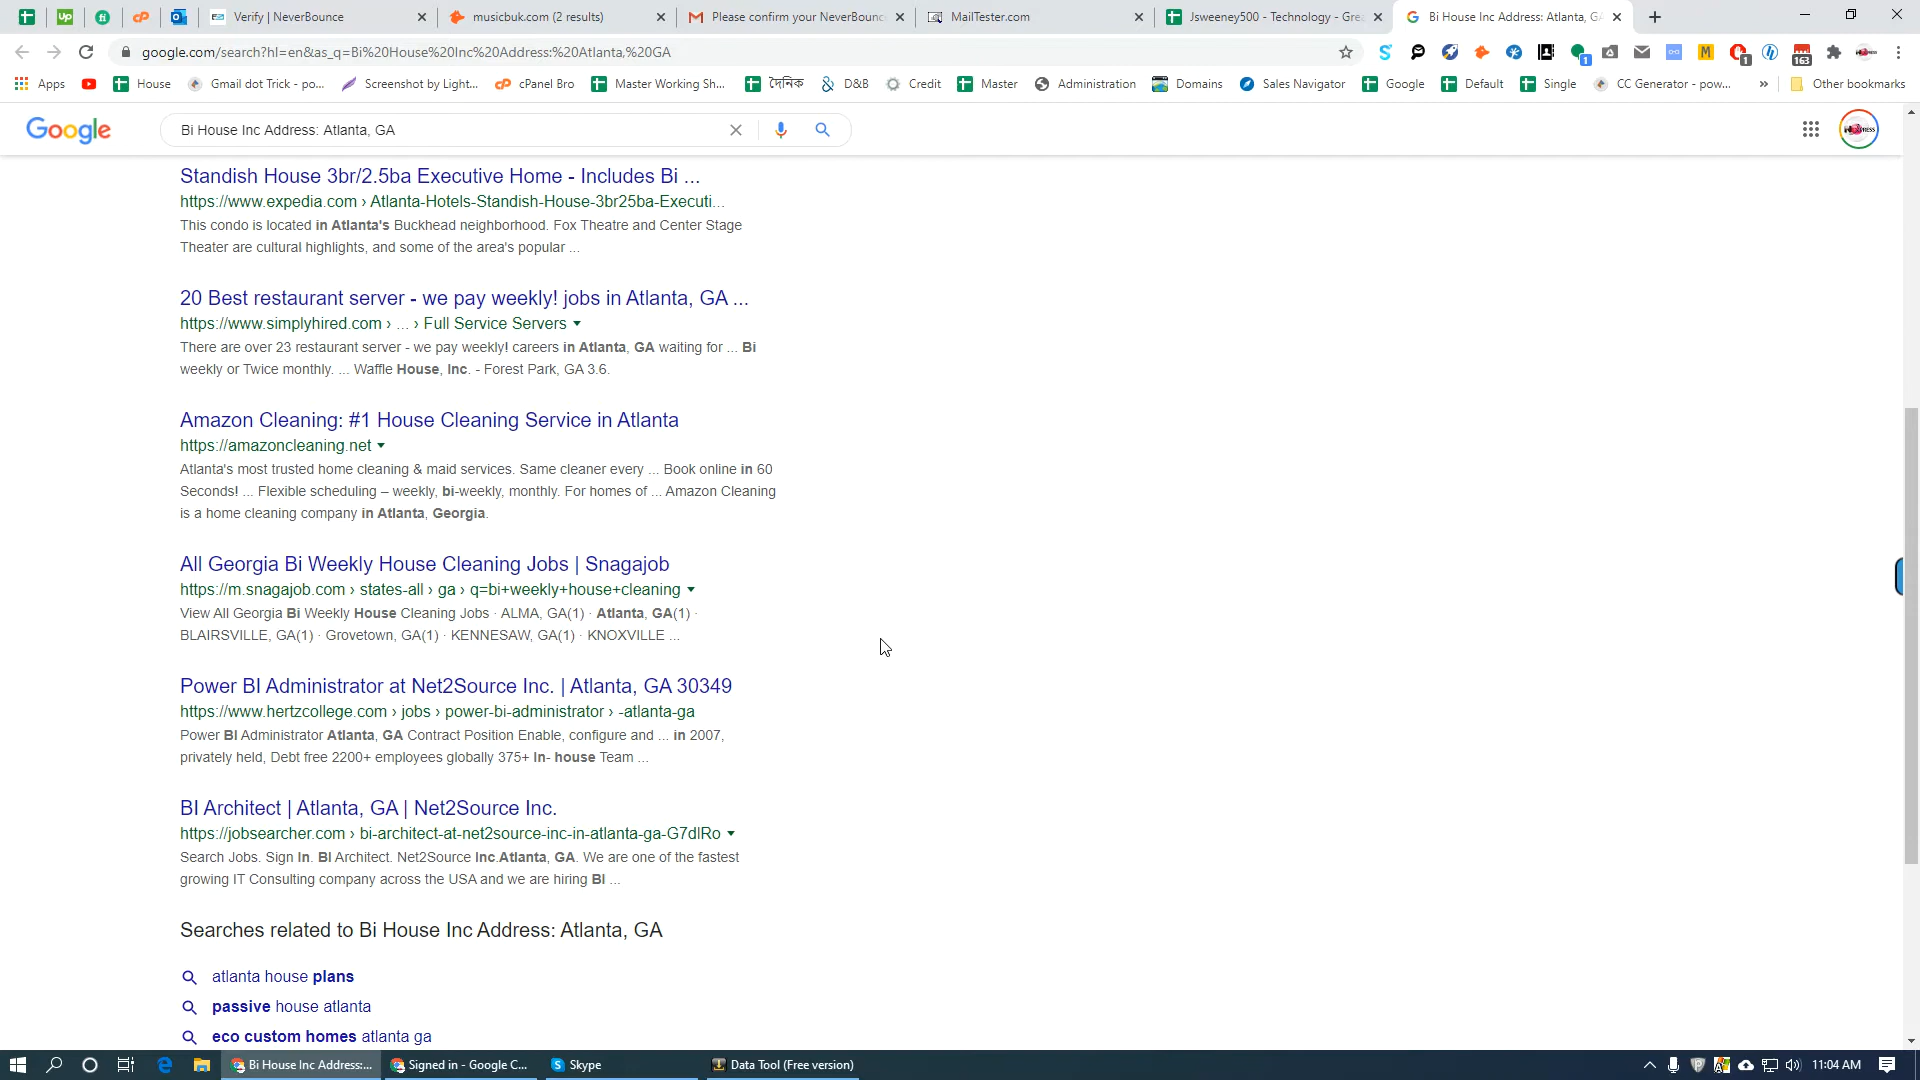 Verify | NeverBounce
musicbuk.com (2 results)
Please confirm your NeverBounc
MailTester.com
Jsweeney500 - Technology - Gre
Bi House Inc Address: Atlanta, G
google.com/search?hl=en&as_q=Bi%20House%20Inc%20Address:%20Atlanta,%20GA
Apps
House
Gmail dot Trick - po...
Screenshot by Light...
cPanel Bro
Master Working Sh...
দৈনিক
D&B
Credit
Master
Administration
Domains
Sales Navigator
Google
Default
Single
CC Generator - pow...
Other bookmarks
Google
Bi House Inc Address: Atlanta, GA
Standish House 3br/2.5ba Executive Home - Includes Bi ...
https://www.expedia.com › Atlanta-Hotels-Standish-House-3br25ba-Executi...
This condo is located in Atlanta's Buckhead neighborhood. Fox Theatre and Center Stage
Theater are cultural highlights, and some of the area's popular ...
20 Best restaurant server - we pay weekly! jobs in Atlanta, GA ...
https://www.simplyhired.com › ... › Full Service Servers
There are over 23 restaurant server - we pay weekly! careers in Atlanta, GA waiting for ... Bi
weekly or Twice monthly. ... Waffle House, Inc. - Forest Park, GA 3.6.
Amazon Cleaning: #1 House Cleaning Service in Atlanta
https://amazoncleaning.net
Atlanta's most trusted home cleaning & maid services. Same cleaner every ... Book online in 60
Seconds! ... Flexible scheduling – weekly, bi-weekly, monthly. For homes of ... Amazon Cleaning
is a home cleaning company in Atlanta, Georgia.
All Georgia Bi Weekly House Cleaning Jobs | Snagajob
https://m.snagajob.com › states-all › ga › q=bi+weekly+house+cleaning
View All Georgia Bi Weekly House Cleaning Jobs · ALMA, GA(1) · Atlanta, GA(1) ·
BLAIRSVILLE, GA(1) · Grovetown, GA(1) · KENNESAW, GA(1) · KNOXVILLE ...
Power BI Administrator at Net2Source Inc. | Atlanta, GA 30349
https://www.hertzcollege.com › jobs › power-bi-administrator › -atlanta-ga
Power BI Administrator Atlanta, GA Contract Position Enable, configure and ... in 2007,
privately held, Debt free 2200+ employees globally 375+ In- house Team ...
BI Architect | Atlanta, GA | Net2Source Inc.
https://jobsearcher.com › bi-architect-at-net2source-inc-in-atlanta-ga-G7dlRo
Search Jobs. Sign In. BI Architect. Net2Source Inc.Atlanta, GA. We are one of the fastest
growing IT Consulting company across the USA and we are hiring BI ...
Searches related to Bi House Inc Address: Atlanta, GA
atlanta house plans
passive house atlanta
eco custom homes atlanta ga
Bi House Inc Address:...
Signed in - Google C...
Skype
Data Tool (Free version)
11:04 AM